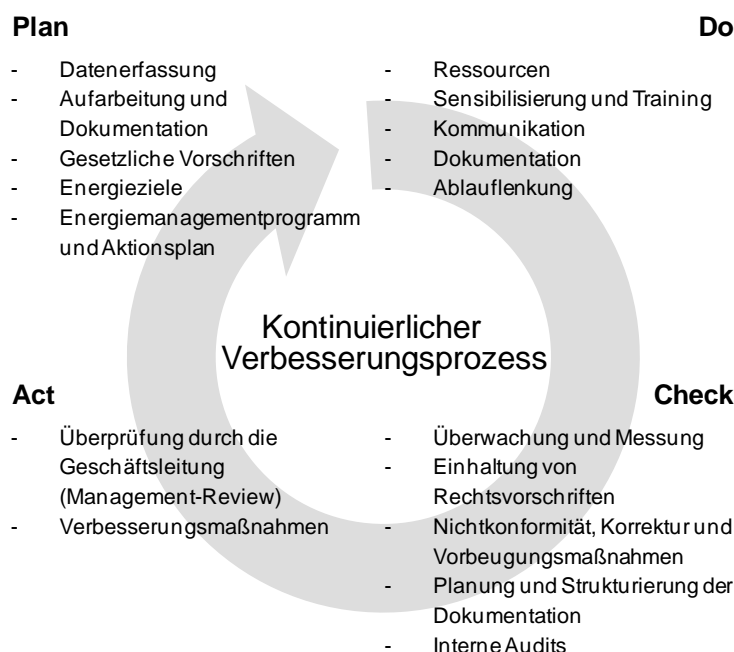 Plan
- Datenerfassung
- Aufarbeitung und
Dokumentation
- Gesetzliche Vorschriften
- Energieziele
- Energiemanagementprogramm
und Aktionsplan
Do
- Ressourcen
- Sensibilisierung und Training
- Kommunikation
- Dokumentation
- Ablauflenkung
Kontinuierlicher
Verbesserungsprozess
Act
- Überprüfung durch die
Geschäftsleitung
(Management-Review)
- Verbesserungsmaßnahmen
Check
- Überwachung und Messung
- Einhaltung von
Rechtsvorschriften
- Nichtkonformität, Korrektur und
Vorbeugungsmaßnahmen
- Planung und Strukturierung der
Dokumentation
- Interne Audits